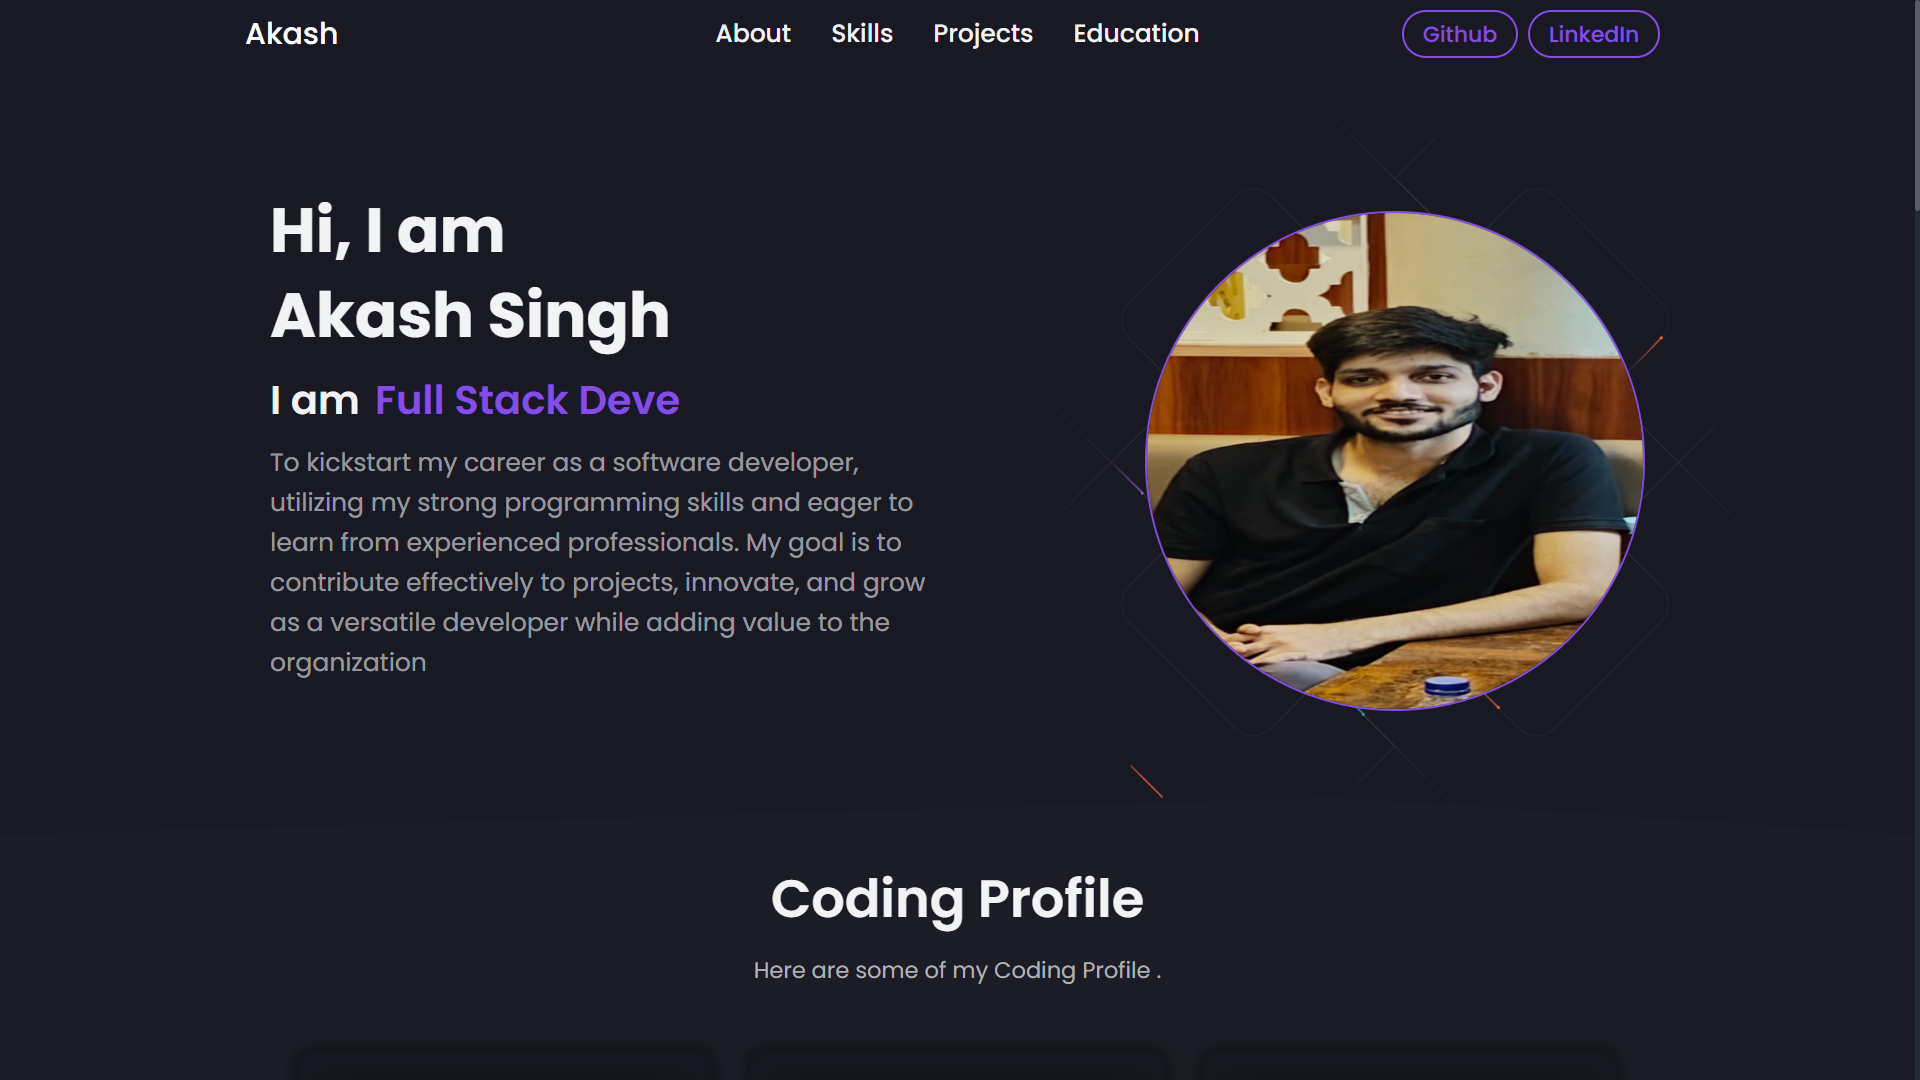 Akash
About
Skills
Projects
Education
Github
LinkedIn
Hi, I am
Akash Singh
I am Full Stack Deve
To kickstart my career as a software developer,
utilizing my strong programming skills and eager to
learn from experienced professionals. My goal is to
contribute effectively to projects, innovate, and grow
as a versatile developer while adding value to the
organization
Coding Profile
Here are some of my Coding Profile .